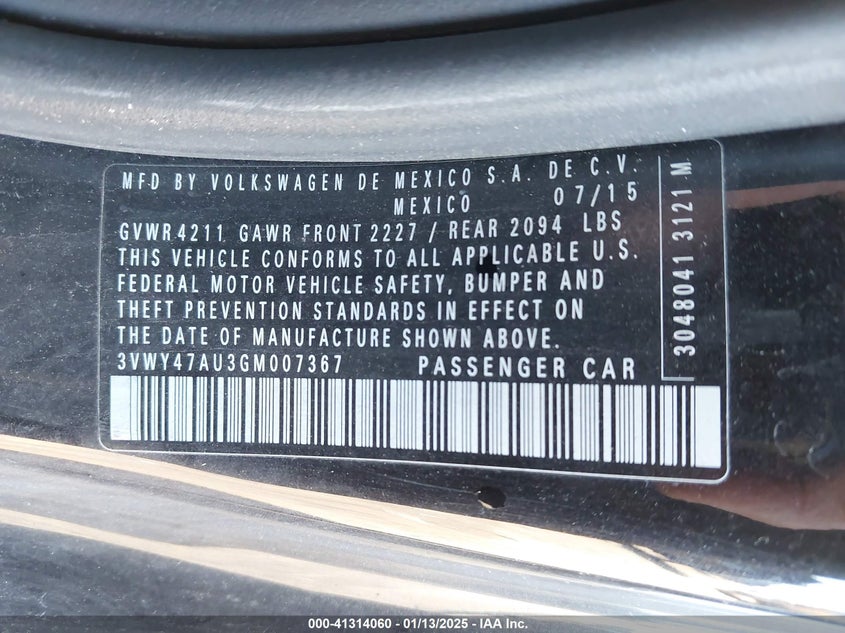 MFD BY VOLKSWAGEN DE MEXICO S.A. DE C.V.
MEXICO 07/15
GVWR 4211 GAWR FRONT 2227 / REAR 2094 LBS
THIS VEHICLE CONFORMS TO ALL APPLICABLE U.S.
FEDERAL MOTOR VEHICLE SAFETY, BUMPER AND
THEFT PREVENTION STANDARDS IN EFFECT ON
THE DATE OF MANUFACTURE SHOWN ABOVE.
3VWY47AU3GM007367 PASSENGER CAR
3048041 3121 M
000-41314060 — 01/13/2025 — IAA Inc.